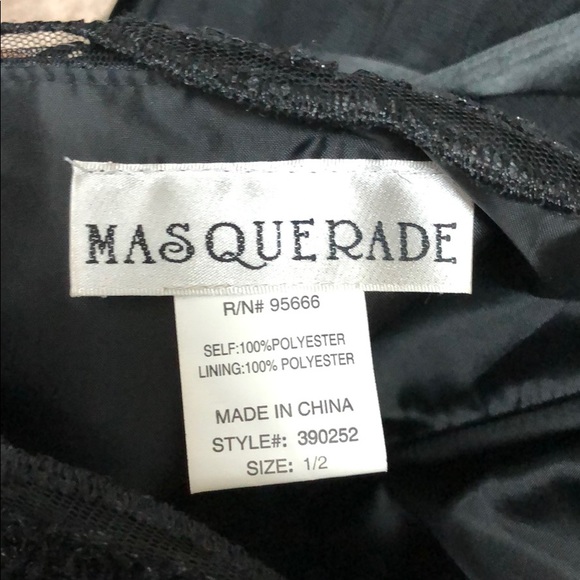 MASQUERADE
R/N# 95666
SELF:100%POLYESTER
LINING:100% POLYESTER
MADE IN CHINA
STYLE#: 390252
SIZE: 1/2